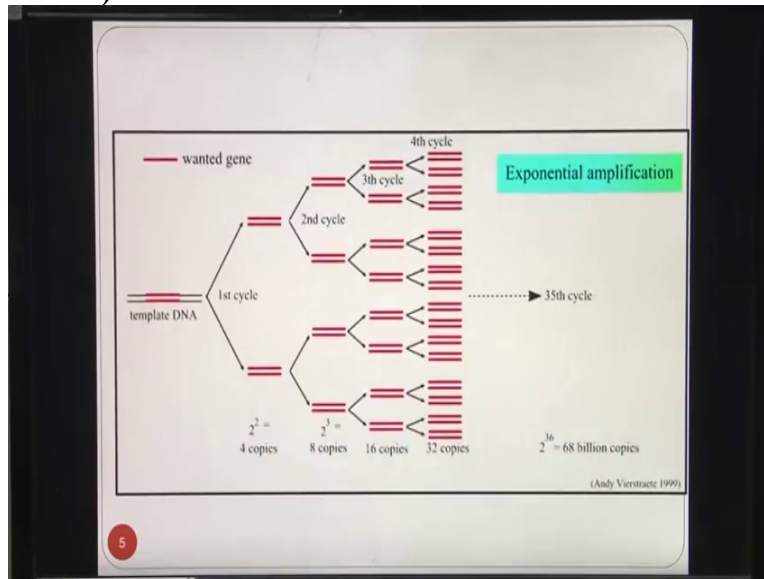 4th cycle
wanted gene
3th cycle
Exponential amplification
2nd cycle
1st cycle
35th cycle
template DNA
2² =
4 copies
2³ =
8 copies
16 copies
32 copies
2³⁶ = 68 billion copies
(Andy Vierstraete 1999)
5